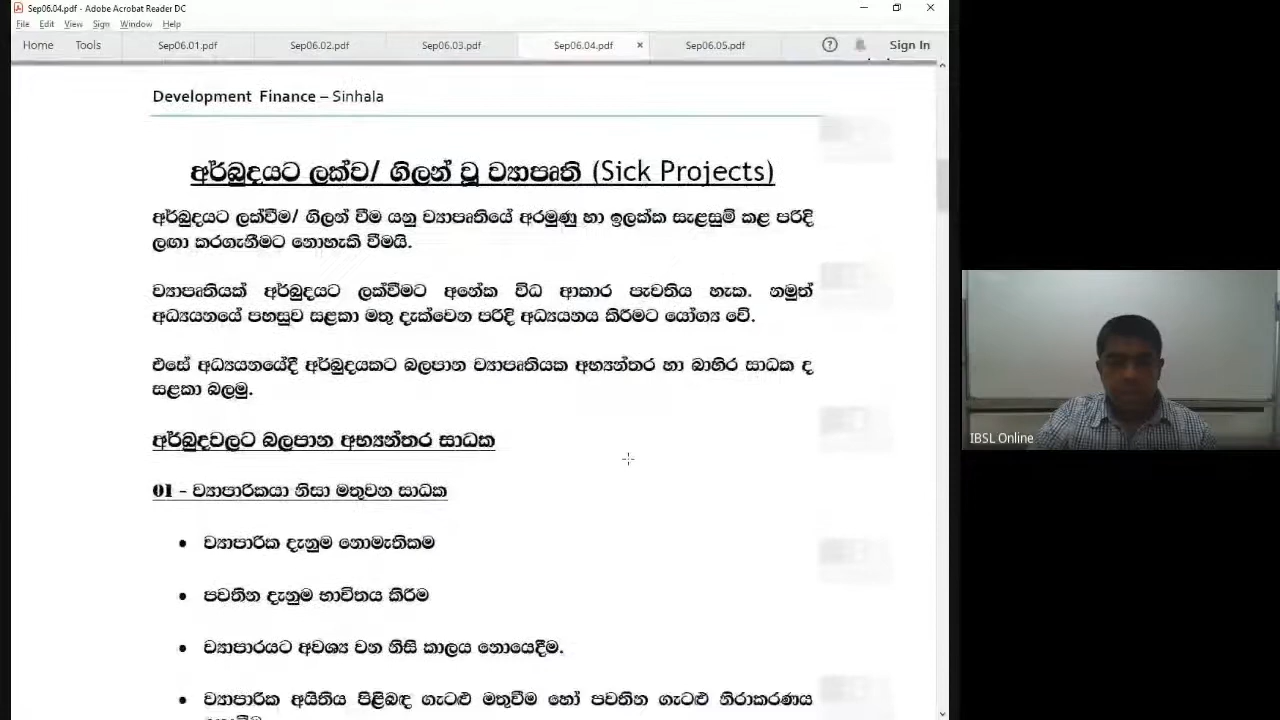 Sep06.04.pdf - Adobe Acrobat Reader DC
File Edit View Sign Window Help
Home Tools Sep06.01.pdf Sep06.02.pdf Sep06.03.pdf Sep06.04.pdf × Sep06.05.pdf Sign In
Development Finance – Sinhala
අර්බුදයට ලක්ව/ ගිලන් වූ ව්‍යාපෘති (Sick Projects)
අර්බුදයට ලක්වීම/ ගිලන් වීම යනු ව්‍යාපෘතියේ අරමුණු හා ඉලක්ක සැළසුම් කළ පරිදි
ලඟා කරගැනීමට නොහැකි වීමයි.
ව්‍යාපෘතියක් අර්බුදයට ලක්වීමට අනේක විධ ආකාර පැවතිය හැක. නමුත්
අධ්‍යයනයේ පහසුව සළකා මතු දැක්වෙන පරිදි අධ්‍යයනය කිරීමට යෝග්‍ය වේ.
එසේ අධ්‍යයනයේදී අර්බුදයකට බලපාන ව්‍යාපෘතියක අභ්‍යන්තර හා බාහිර සාධක ද
සළකා බලමු.
අර්බුදවලට බලපාන අභ්‍යන්තර සාධක
01 - ව්‍යාපාරිකයා නිසා මතුවන සාධක
• ව්‍යාපාරික දැනුම නොමැතිකම
• පවතින දැනුම භාවිතය කිරීම
• ව්‍යාපාරයට අවශ්‍ය වන නිසි කාලය නොයෙදීම.
• ව්‍යාපාරික අයිතිය පිළිබඳ ගැටළු මතුවීම හෝ පවතින ගැටළු නිරාකරණය
IBSL Online